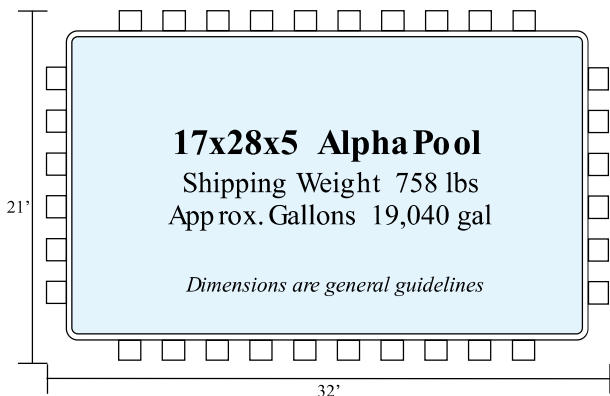 17x28x5 AlphaPool
Shipping Weight 758 lbs
Approx. Gallons 19,040 gal
21'
Dimensions are general guidelines
32'